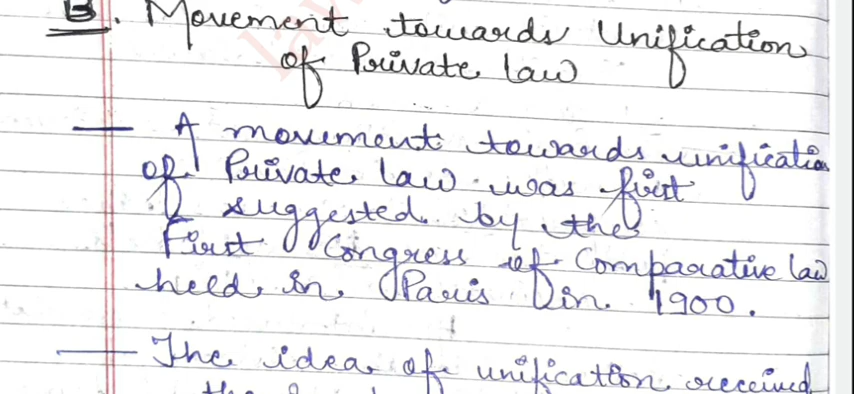 B. Movement towards Unification
of Private law
— A movement towards unification
of Private law was first
suggested by the
First Congress of Comparative law
held in Paris in 1900.
— The idea of unification received